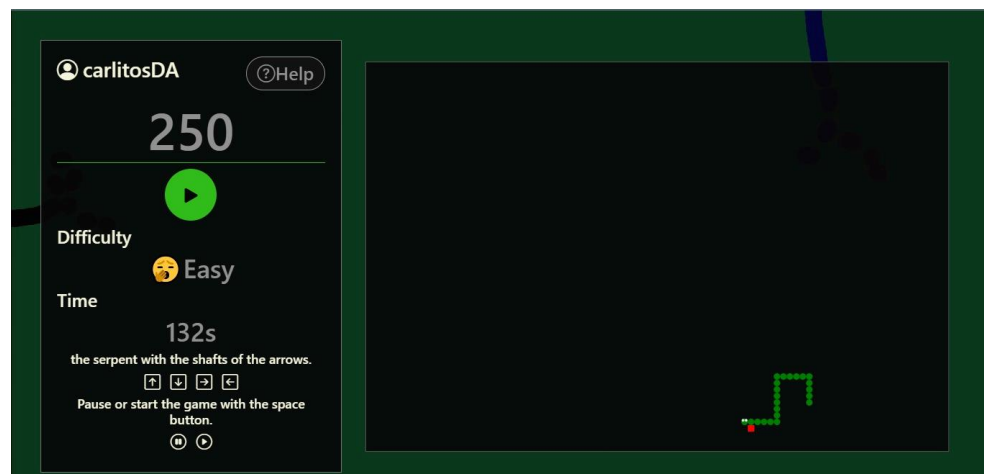 carlitosDA
Help
250
Difficulty
Easy
Time
132s
the serpent with the shafts of the arrows.
Pause or start the game with the space
button.